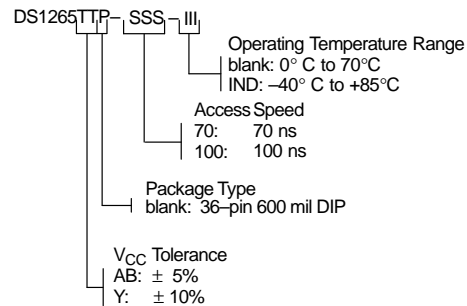 DS1265TTP– SSS – III
Operating Temperature Range
blank: 0° C to 70°C
IND: –40° C to +85°C
Access Speed
70: 70 ns
100: 100 ns
Package Type
blank: 36–pin 600 mil DIP
VCC Tolerance
AB: ± 5%
Y: ± 10%